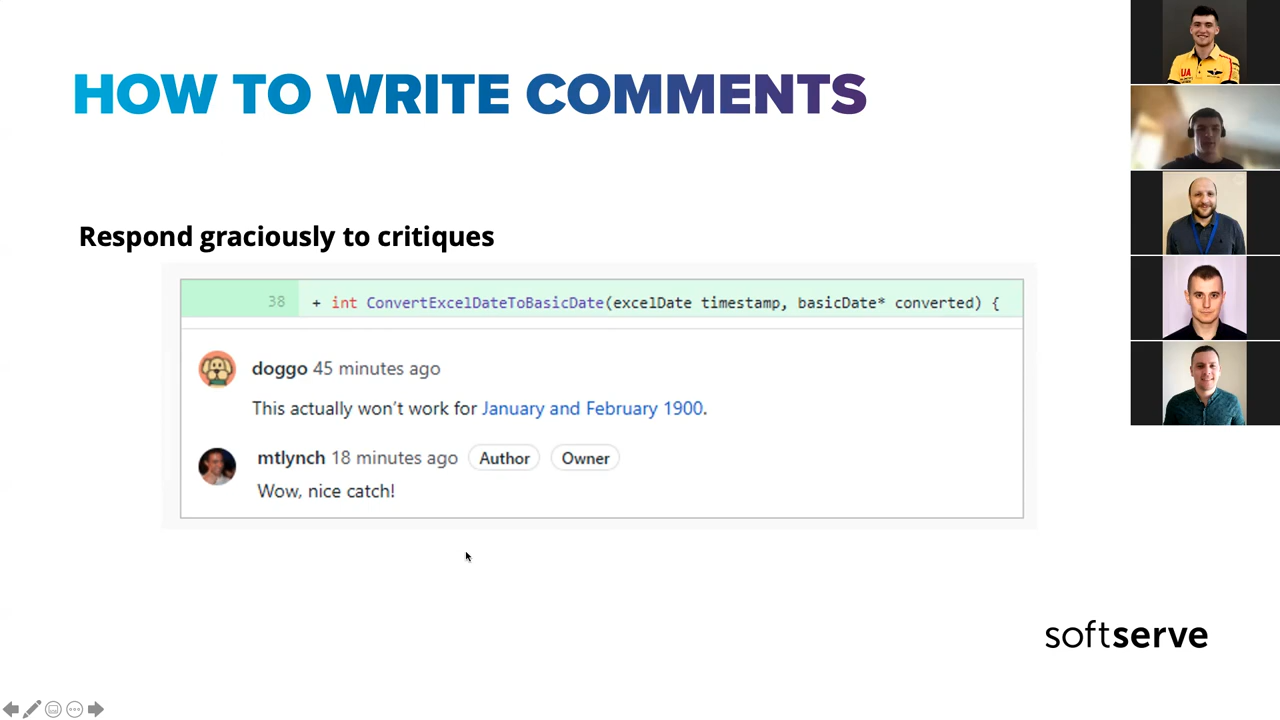 HOW TO WRITE COMMENTS
Respond graciously to critiques
38 + int ConvertExcelDateToBasicDate(excelDate timestamp, basicDate* converted) {
doggo 45 minutes ago
This actually won't work for January and February 1900.
mtlynch 18 minutes ago Author Owner
Wow, nice catch!
softserve
UA